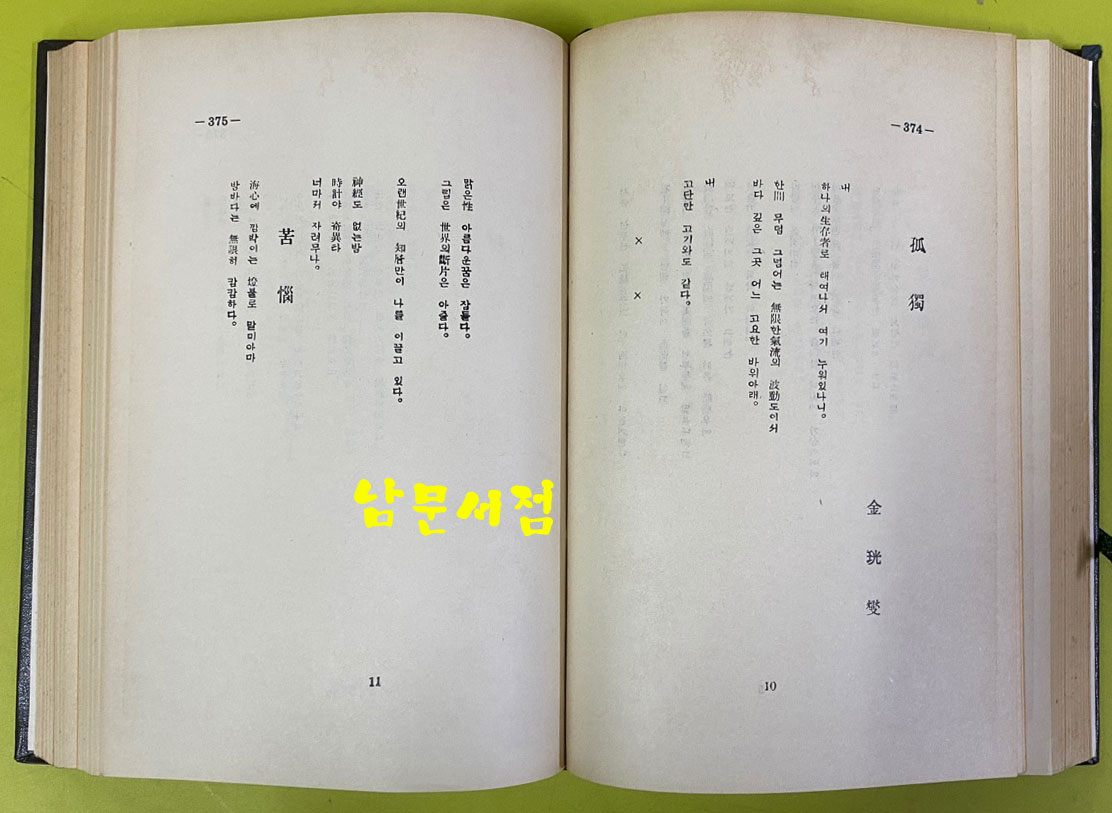 —374—
孤獨
金珖燮
내
하나의生存者로 태여나서 여기 누워있나니。
한間 무덤 그넘어는 無限한氣流의 波動도이서
바다 깊은 그곳 어느 고요한 바위아래。
내
고단한 고기와도 같다。
× ×
10
—375—
맑은性 아름다운꿈은 잠들다。
그립은 世界의斷片은 아즐다。
오랜世紀의 知層만이 나를 이끌고 있다。
神經도 없는밤
時計야 奇異라
너마저 자려무나。
苦惱
海心에 깜박이는 燈불로 말미아마
밤바다는 無限히 캄캄하다。
11
남문서점